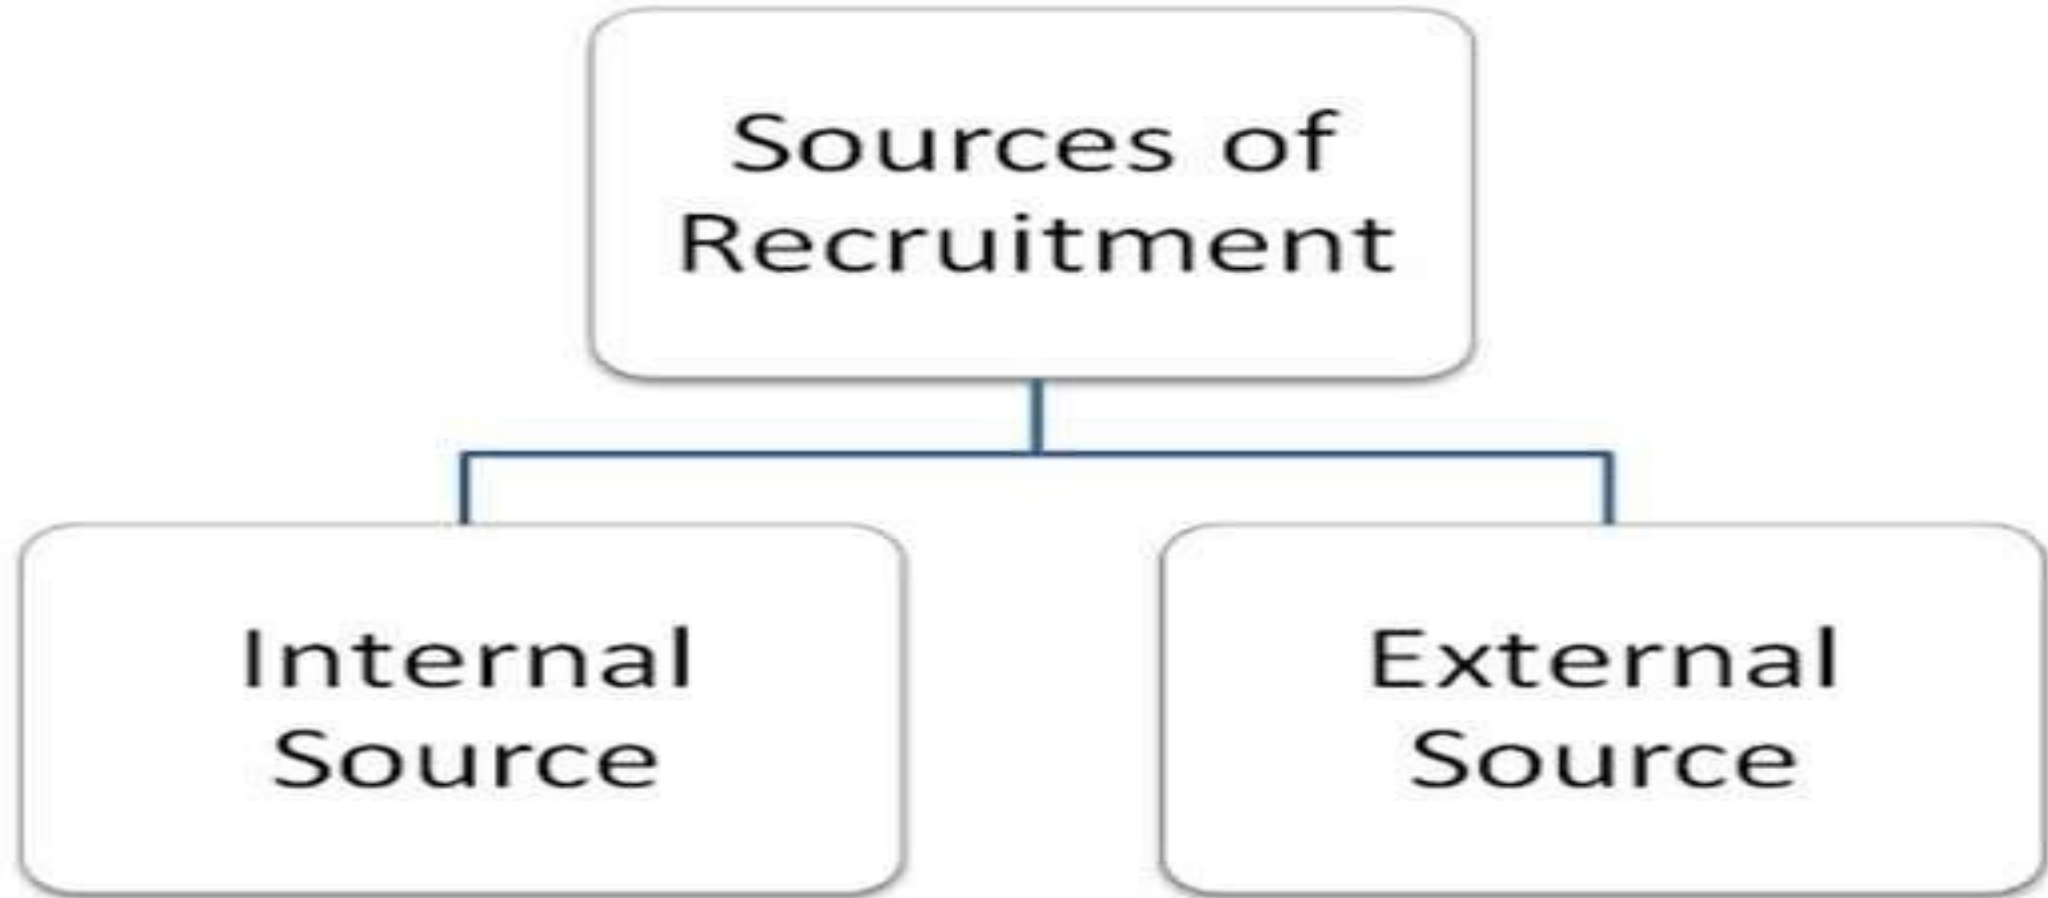 Sources of
Recruitment
Internal
Source
External
Source